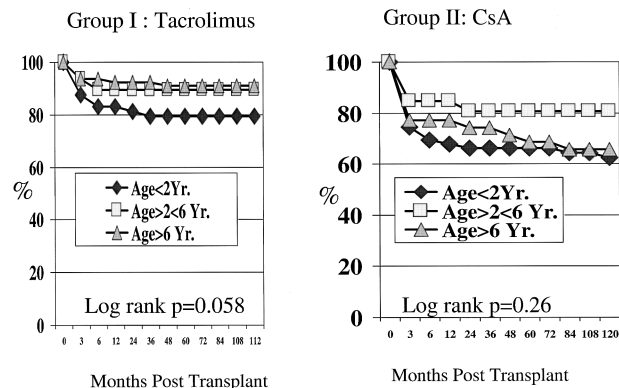 Group I : Tacrolimus
100
80
60
%
40
20
0
Age<2Yr.
Age>2<6 Yr.
Age>6 Yr.
Log rank p=0.058
0 3 6 12 24 36 48 60 72 84 96 108 112
Months Post Transplant
Group II: CsA
100
80
60
%
40
20
0
Age<2Yr.
Age>2<6 Yr.
Age>6 Yr.
Log rank p=0.26
0 3 6 12 24 36 48 60 72 84 108 120
Months Post Transplant